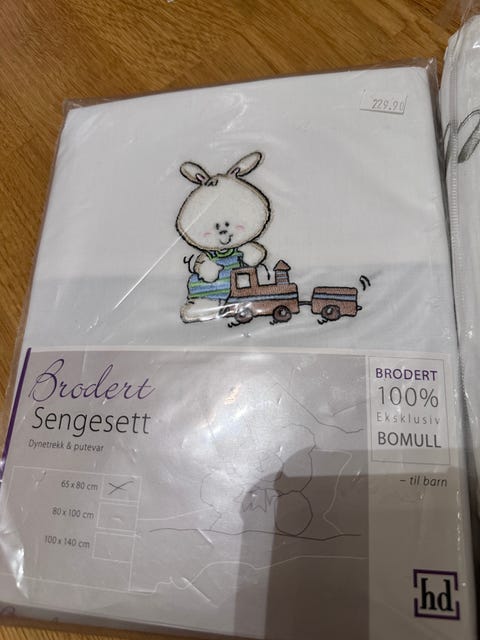 229.90
Brodert
Sengesett
Dynetrekk & putevar
65 x 80 cm
80 x 100 cm
100 x 140 cm
BRODERT
100%
Eksklusiv
BOMULL
– til barn
hd